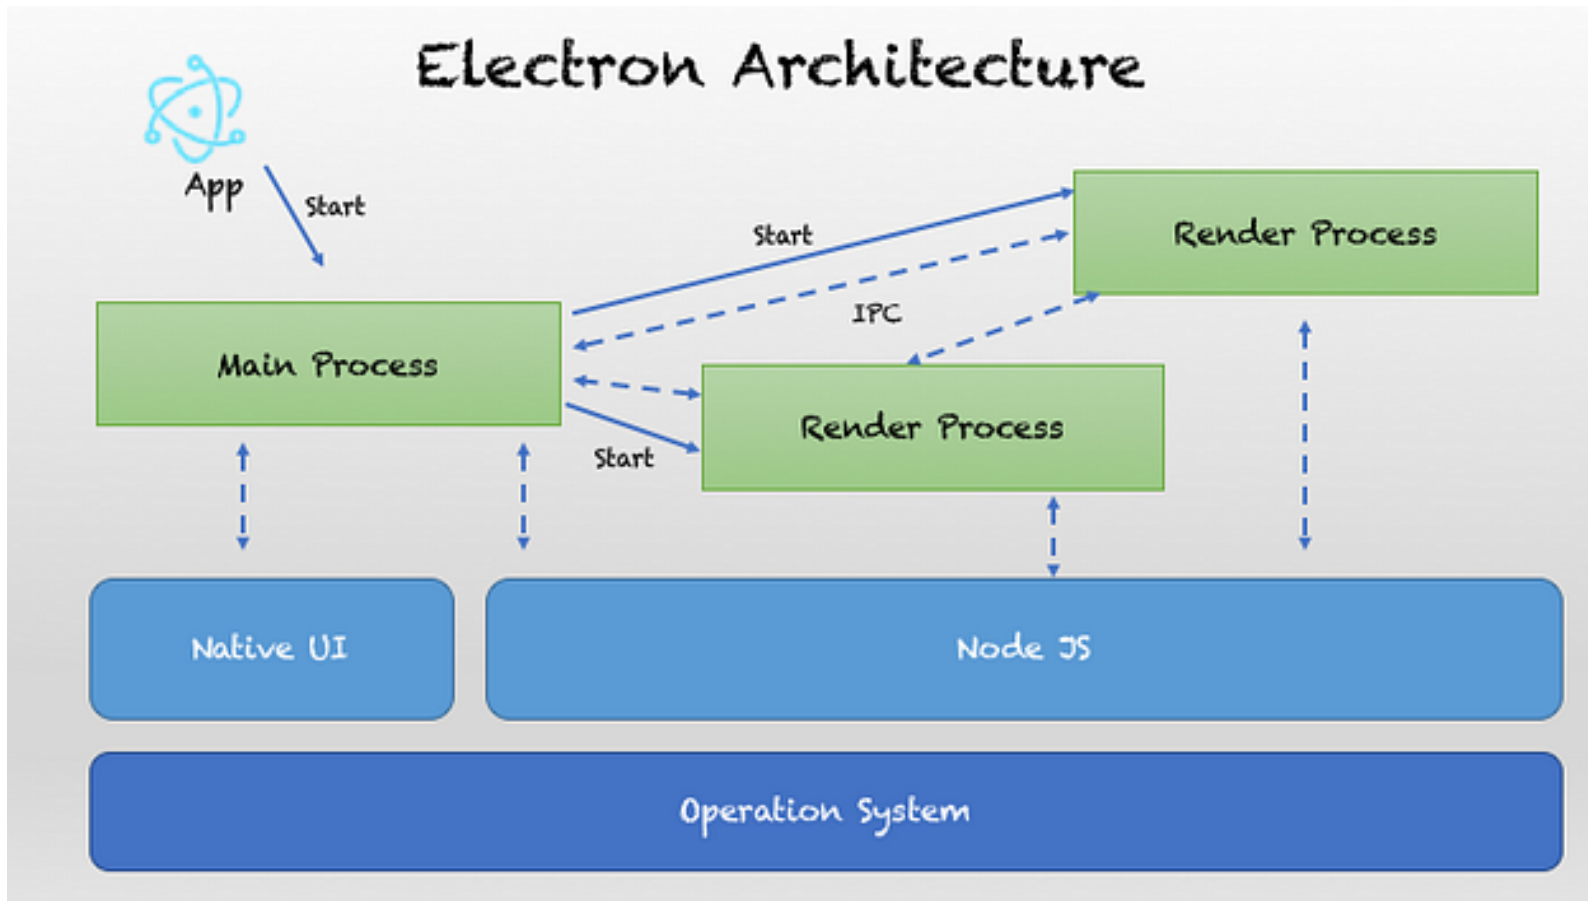 Electron Architecture
App
Start
Start
Render Process
IPC
Main Process
Render Process
Start
Native UI
Node JS
Operation System